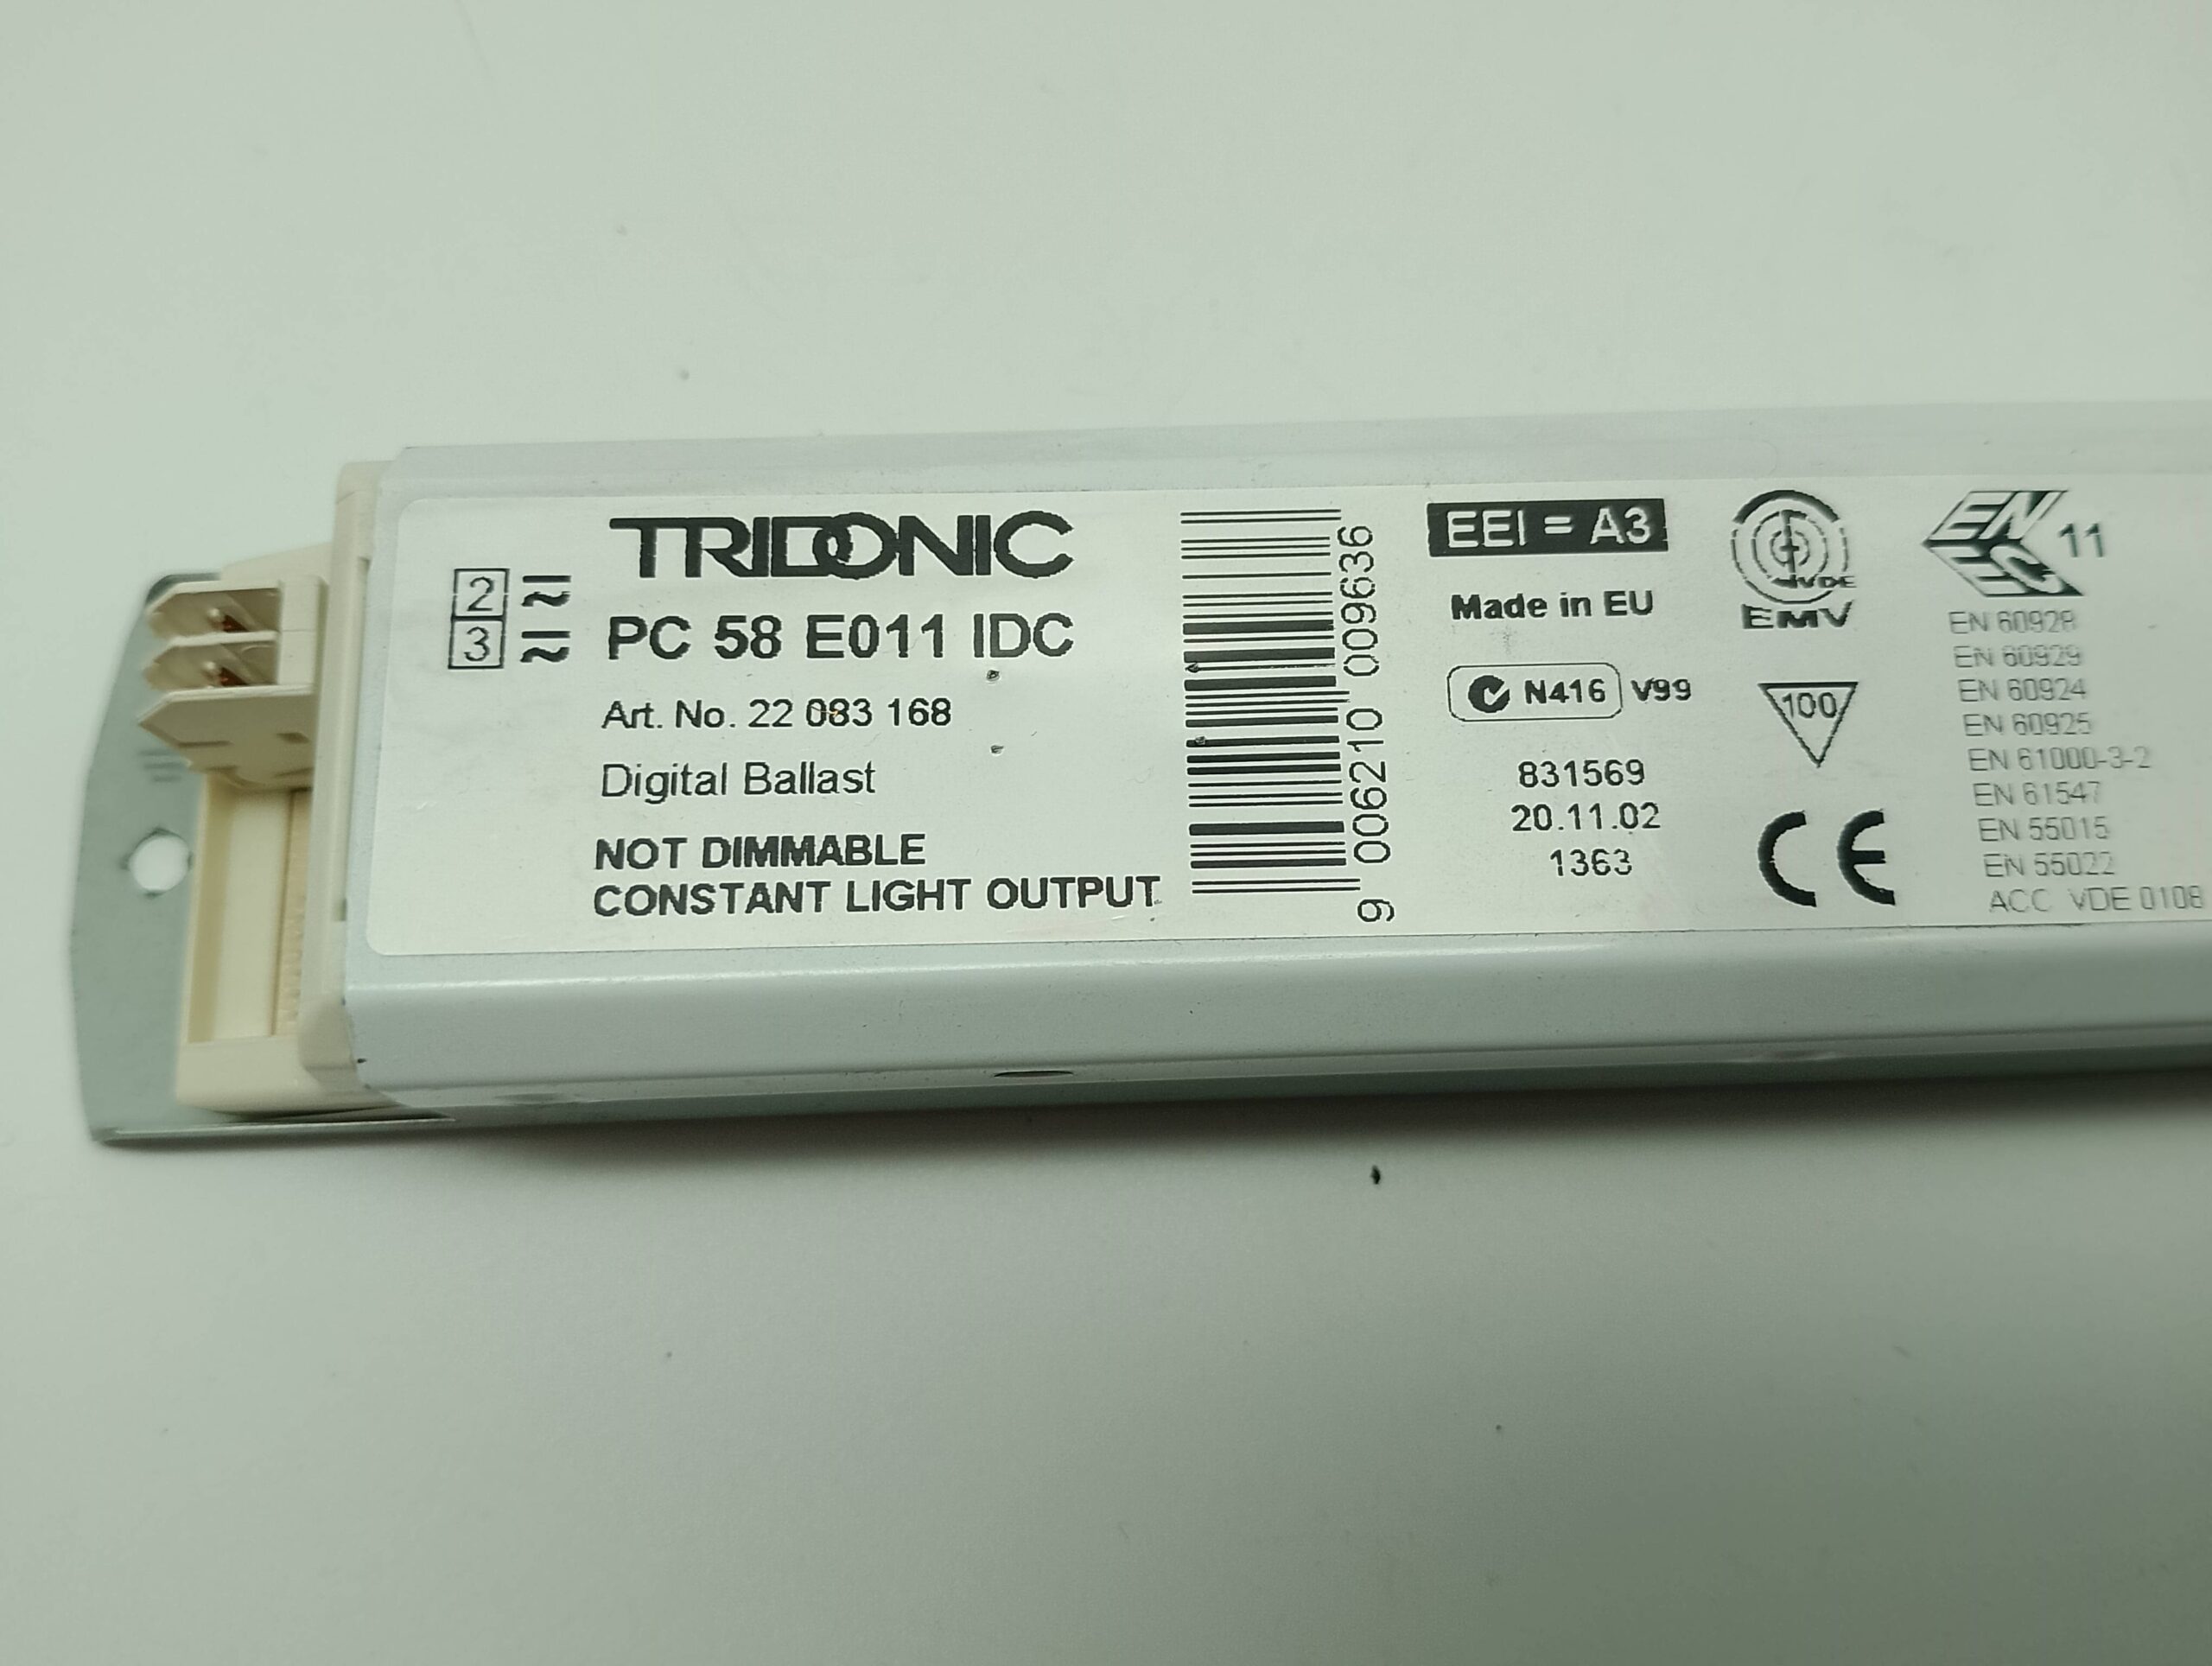 TRIDONIC
2
3
PC 58 E011 IDC
Art. No. 22 083 168
Digital Ballast
NOT DIMMABLE
CONSTANT LIGHT OUTPUT
9 006210 009636
EEI = A3
Made in EU
N416 V99
831569
20.11.02
1363
VDE
EMV
100
CE
EN
EC
11
EN 60928
EN 60929
EN 60924
EN 60925
EN 61000-3-2
EN 61547
EN 55015
EN 55022
ACC VDE 0108